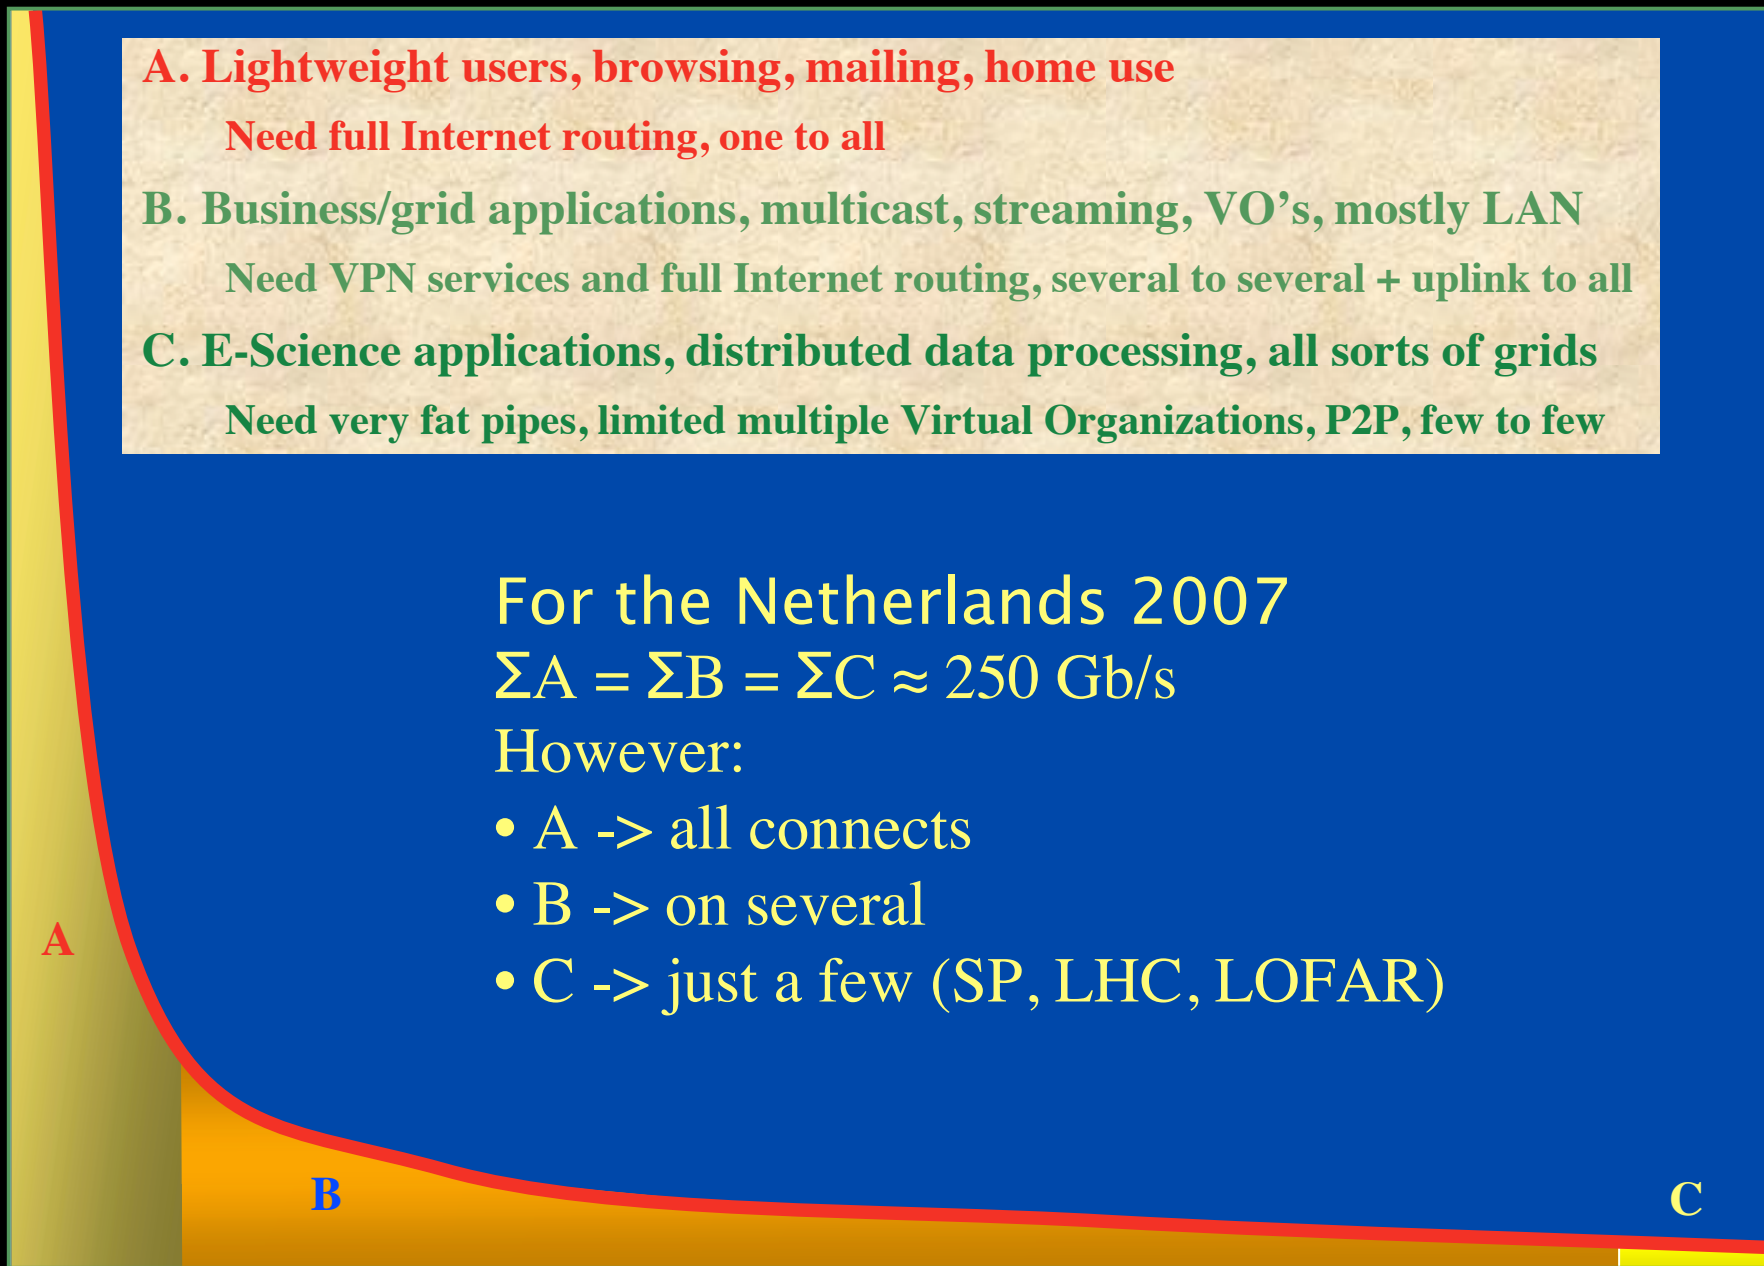 A. Lightweight users, browsing, mailing, home use
Need full Internet routing, one to all
B. Business/grid applications, multicast, streaming, VO’s, mostly LAN
Need VPN services and full Internet routing, several to several + uplink to all
C. E-Science applications, distributed data processing, all sorts of grids
Need very fat pipes, limited multiple Virtual Organizations, P2P, few to few
For the Netherlands 2007
ΣA = ΣB = ΣC ≈ 250 Gb/s
However:
• A -> all connects
• B -> on several
• C -> just a few (SP, LHC, LOFAR)
A
B
C